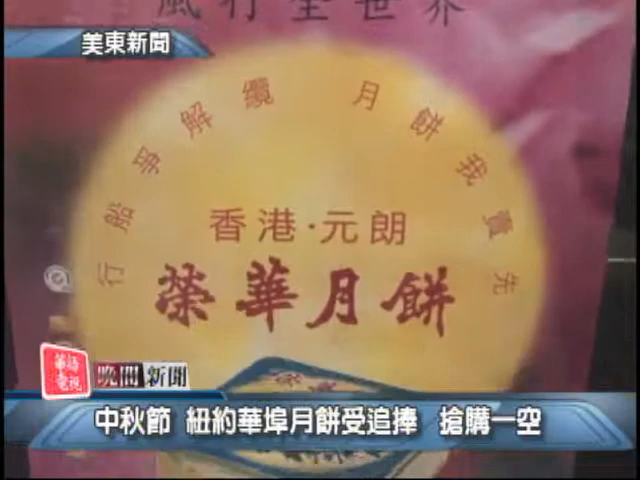 風行全世界
美東新聞
行船爭解纜 月餅我賣先
香港·元朗
榮華月餅
華語
電視
晚間新聞
中秋節 紐約華埠月餅受追捧 搶購一空